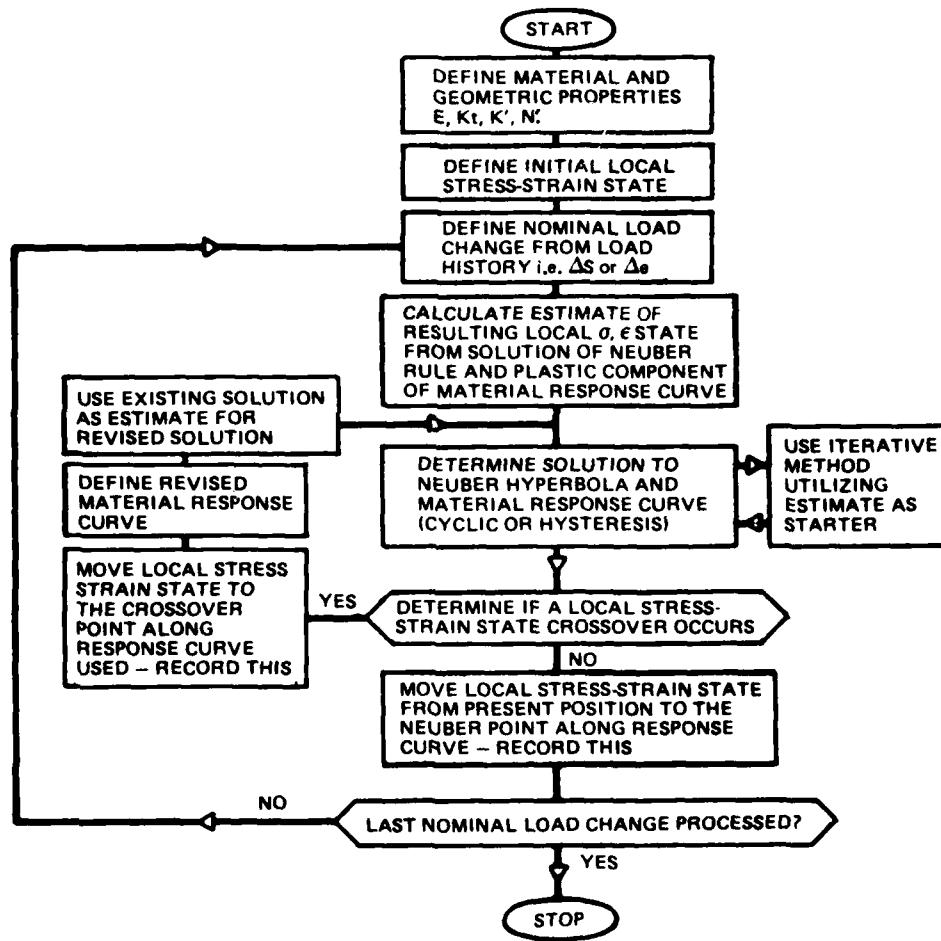 START
DEFINE MATERIAL AND
GEOMETRIC PROPERTIES
E, Kt, K', N'.
DEFINE INITIAL LOCAL
STRESS-STRAIN STATE
DEFINE NOMINAL LOAD
CHANGE FROM LOAD
HISTORY i.e. ΔS or Δe
CALCULATE ESTIMATE OF
RESULTING LOCAL σ, ε STATE
FROM SOLUTION OF NEUBER
RULE AND PLASTIC COMPONENT
OF MATERIAL RESPONSE CURVE
USE EXISTING SOLUTION
AS ESTIMATE FOR
REVISED SOLUTION
DEFINE REVISED
MATERIAL RESPONSE
CURVE
MOVE LOCAL STRESS
STRAIN STATE TO
THE CROSSOVER
POINT ALONG
RESPONSE CURVE
USED – RECORD THIS
DETERMINE SOLUTION TO
NEUBER HYPERBOLA AND
MATERIAL RESPONSE CURVE
(CYCLIC OR HYSTERESIS)
USE ITERATIVE
METHOD
UTILIZING
ESTIMATE AS
STARTER
YES
DETERMINE IF A LOCAL STRESS-
STRAIN STATE CROSSOVER OCCURS
NO
MOVE LOCAL STRESS-STRAIN STATE
FROM PRESENT POSITION TO THE
NEUBER POINT ALONG RESPONSE
CURVE – RECORD THIS
NO
LAST NOMINAL LOAD CHANGE PROCESSED?
YES
STOP